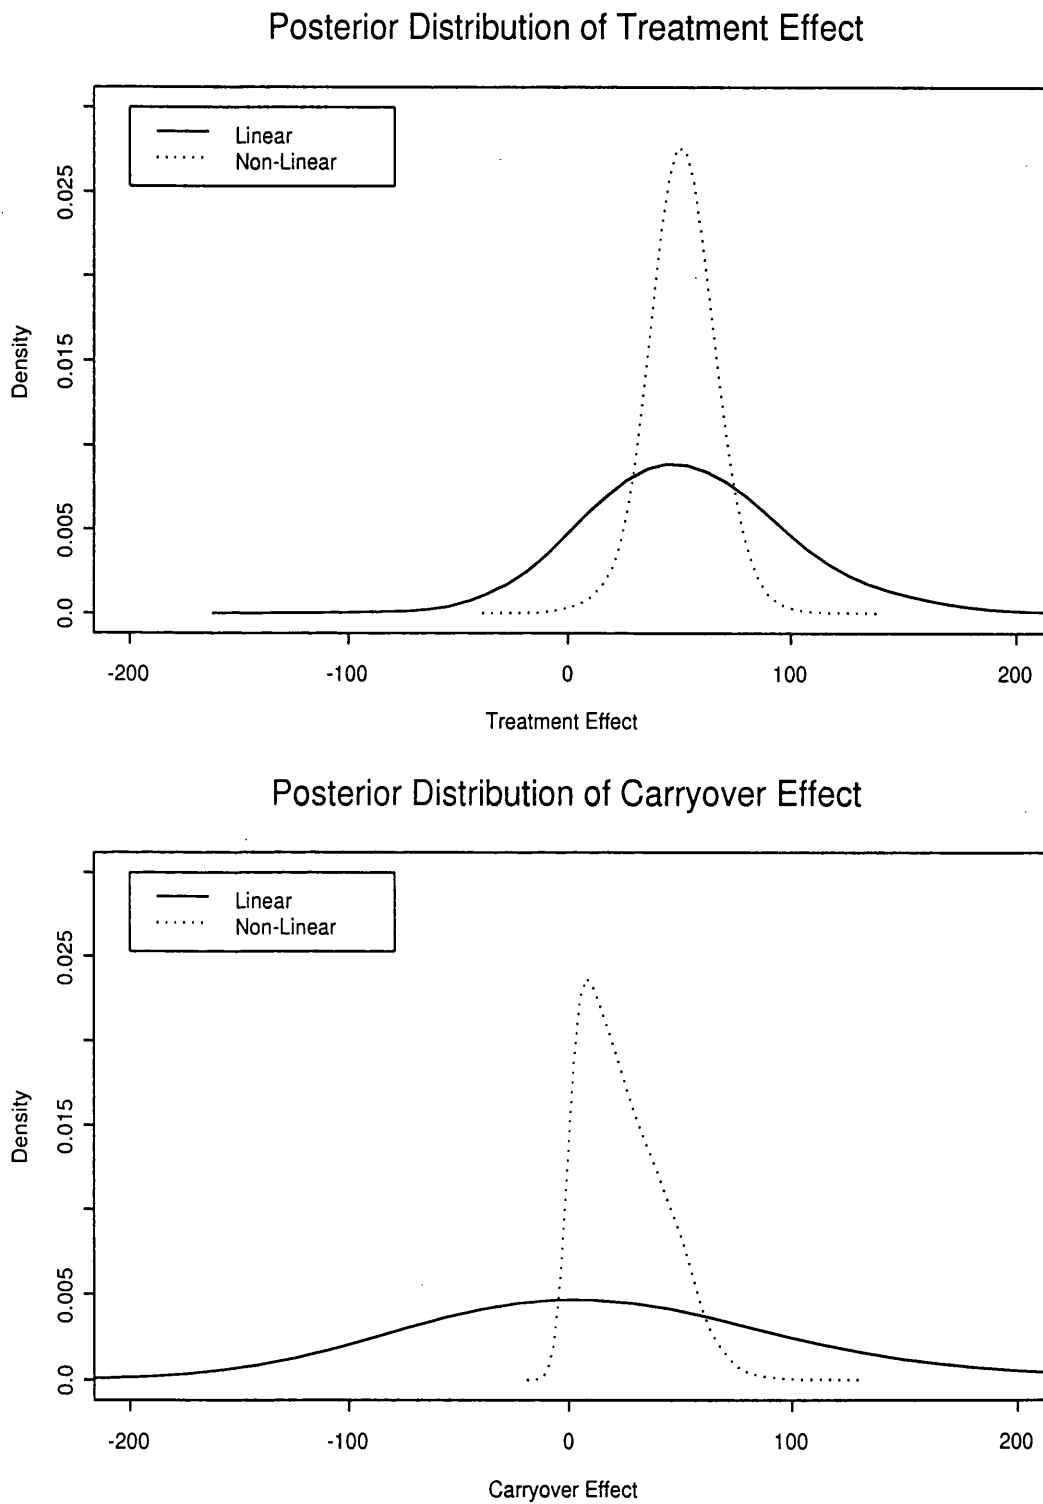 Posterior Distribution of Treatment Effect
Linear
Non-Linear
0.025
0.015
0.005
0.0
Density
-200 -100 0 100 200
Treatment Effect
Posterior Distribution of Carryover Effect
Linear
Non-Linear
0.025
0.015
0.005
0.0
Density
-200 -100 0 100 200
Carryover Effect